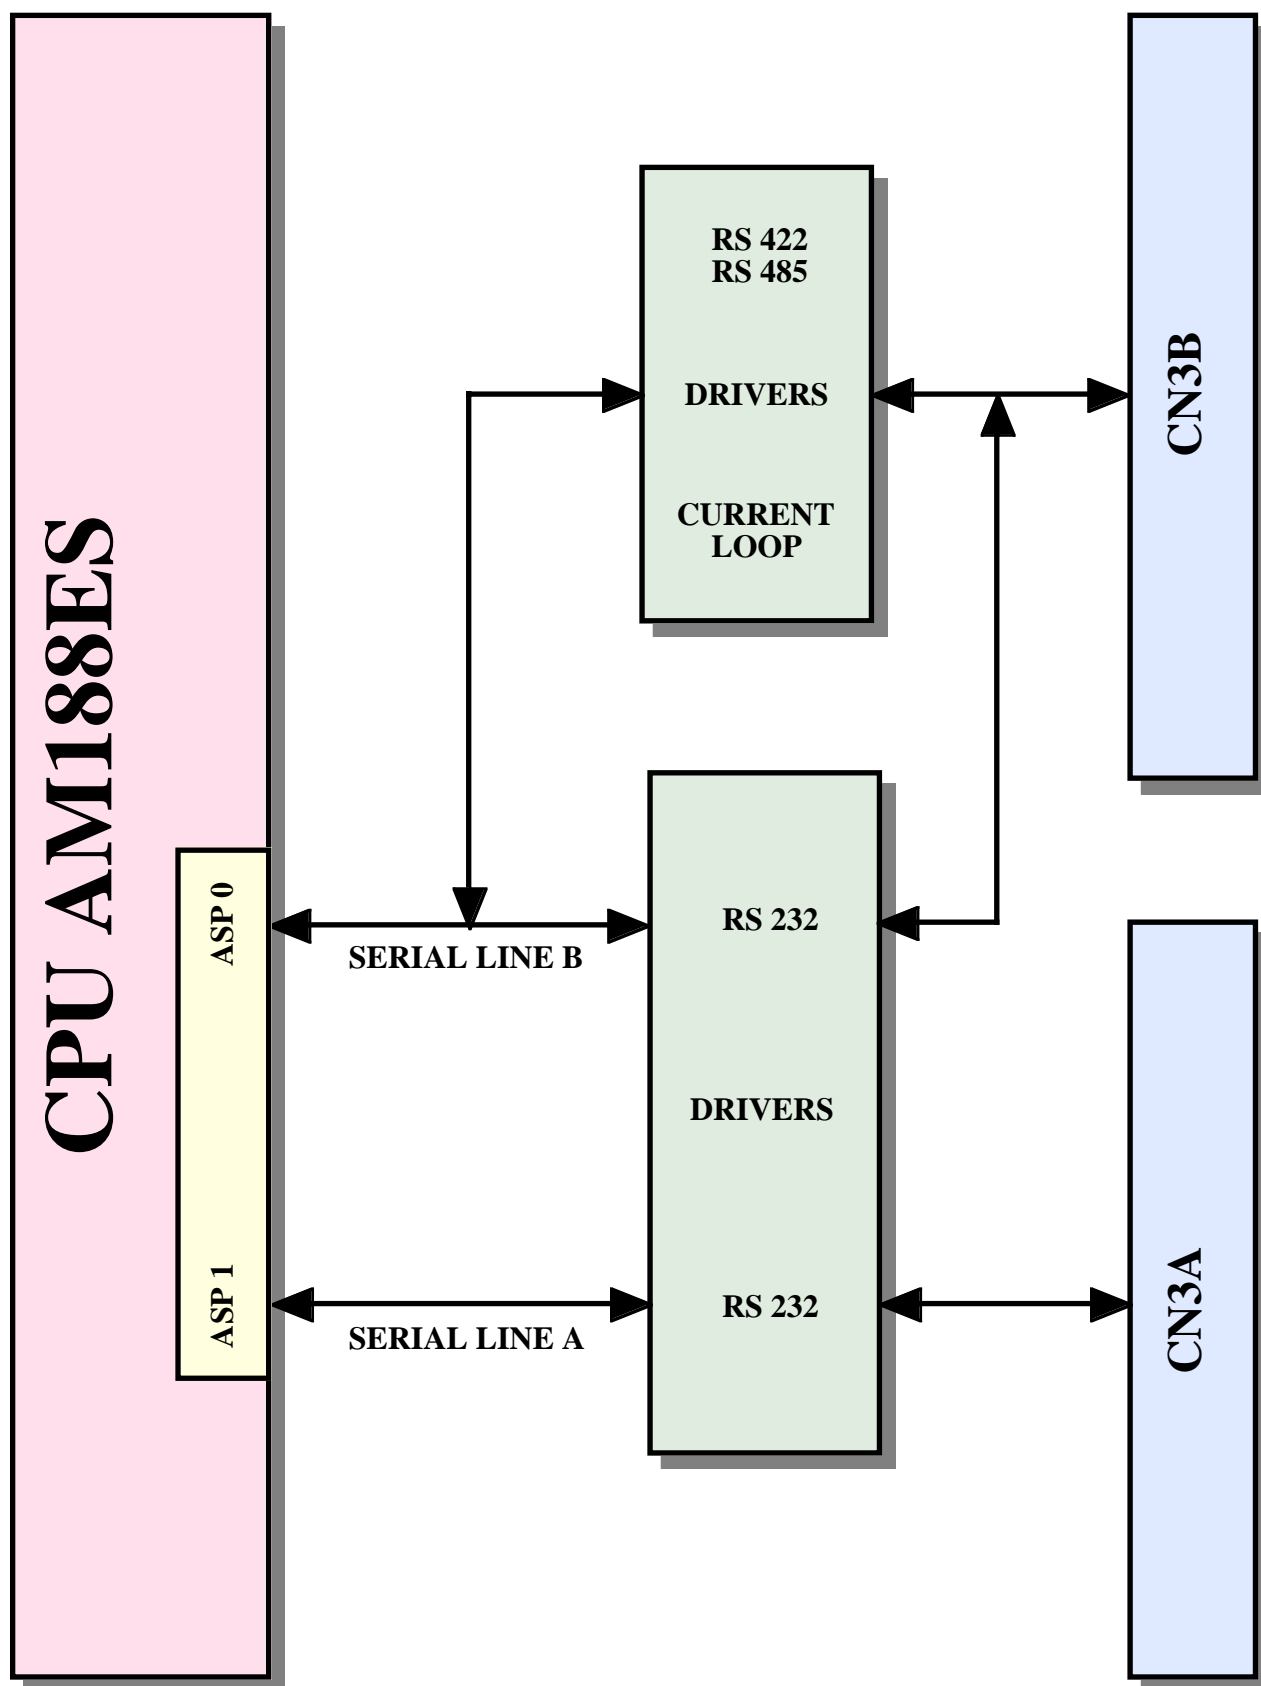 CPU AM188ES
ASP 0
ASP 1
SERIAL LINE B
SERIAL LINE A
RS 422
RS 485
DRIVERS
CURRENT
LOOP
RS 232
DRIVERS
RS 232
CN3B
CN3A